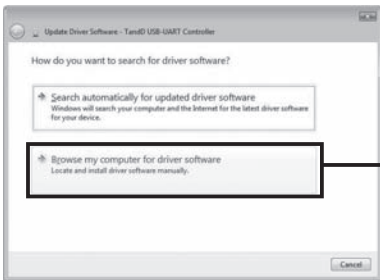 Update Driver Software - TandD USB-UART Controller
How do you want to search for driver software?
Search automatically for updated driver software
Windows will search your computer and the Internet for the latest driver software
for your device.
Browse my computer for driver software
Locate and install driver software manually.
Cancel